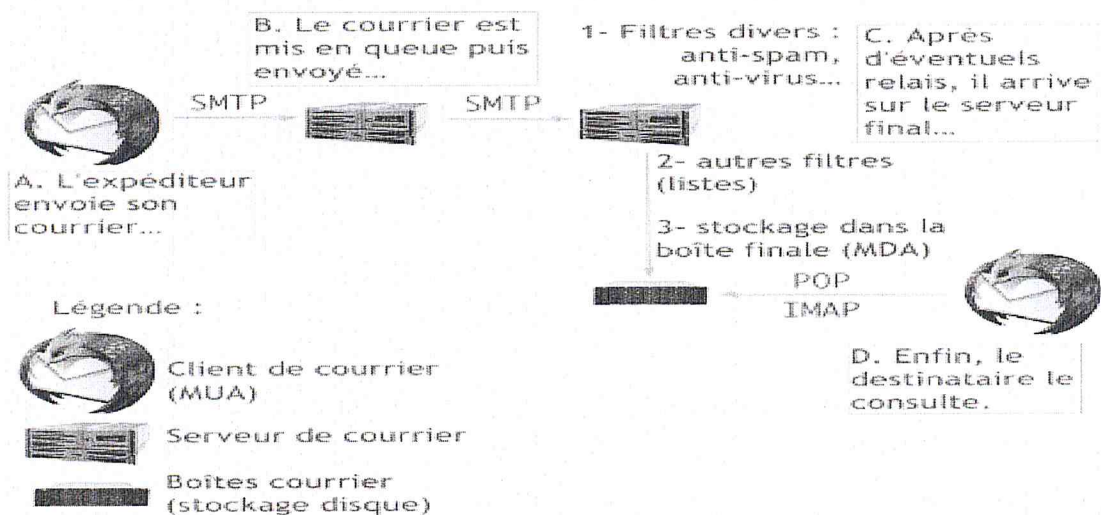 B. Le courrier est
mis en queue puis
envoyé...
1- Filtres divers :
anti-spam,
anti-virus...
C. Après
d'éventuels
relais, il arrive
sur le serveur
final...
SMTP
SMTP
A. L'expéditeur
envoie son
courrier...
2- autres filtres
(listes)
3- stockage dans la
boîte finale (MDA)
POP
IMAP
D. Enfin, le
destinataire le
consulte.
Légende :
Client de courrier
(MUA)
Serveur de courrier
Boîtes courrier
(stockage disque)